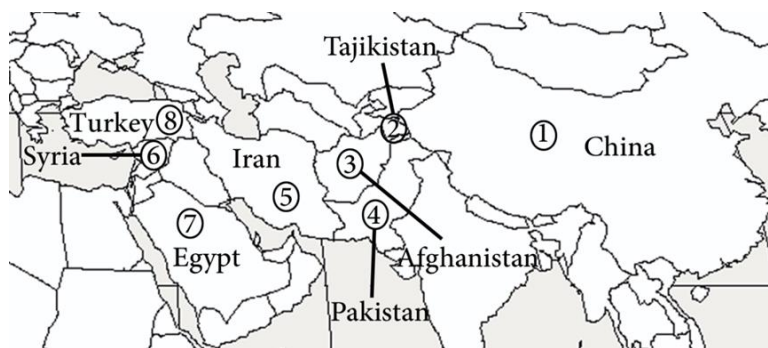 Tajikistan
2
1
China
Turkey 8
Syria
6
Iran
3
5
4
7
Egypt
Afghanistan
Pakistan